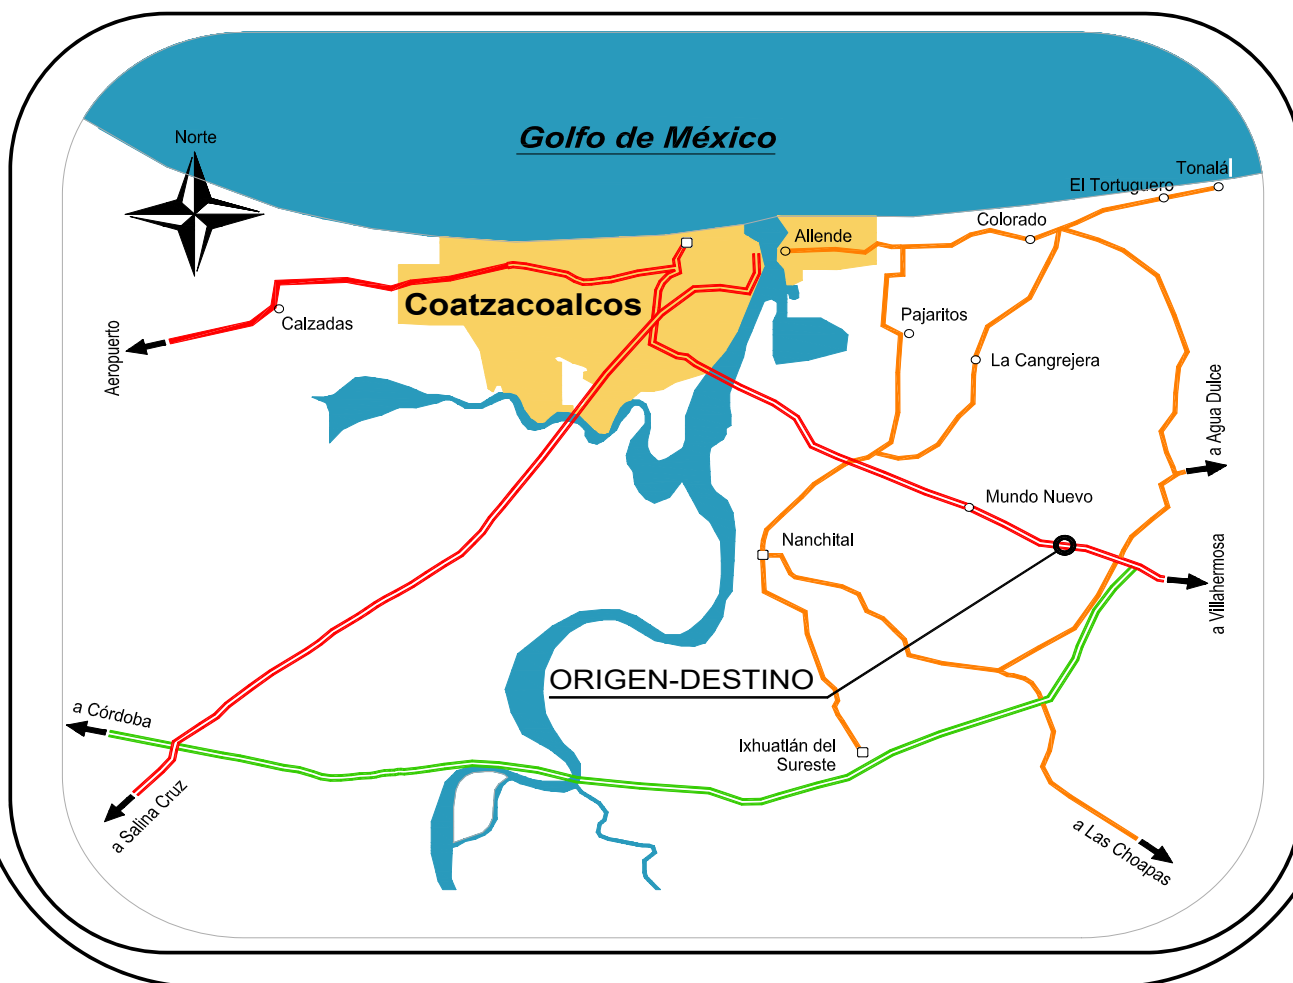 Golfo de México
Norte
Tonalá
El Tortuguero
Colorado
Allende
Coatzacoalcos
Calzadas
Aeropuerto
Pajaritos
La Cangrejera
a Agua Dulce
Mundo Nuevo
Nanchital
a Villahermosa
ORIGEN-DESTINO
a Córdoba
Ixhuatlán del
Sureste
a Salina Cruz
a Las Choapas